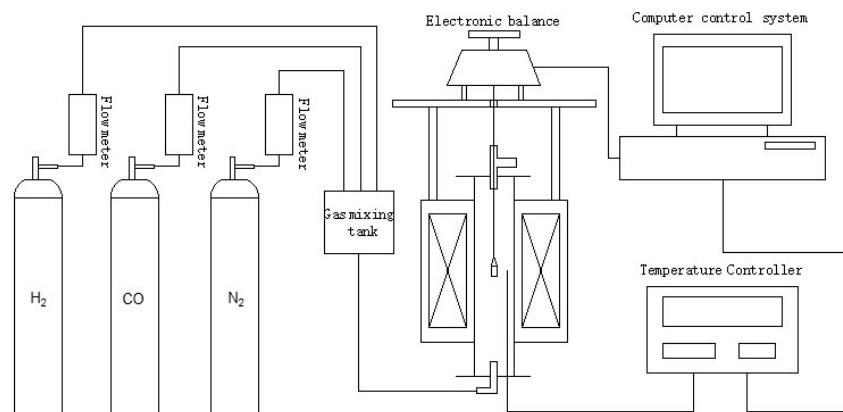 Electronic balance
Computer control system
Flow meter
Flow meter
Flow meter
Gas mixing
tank
H2
CO
N2
Temperature Controller